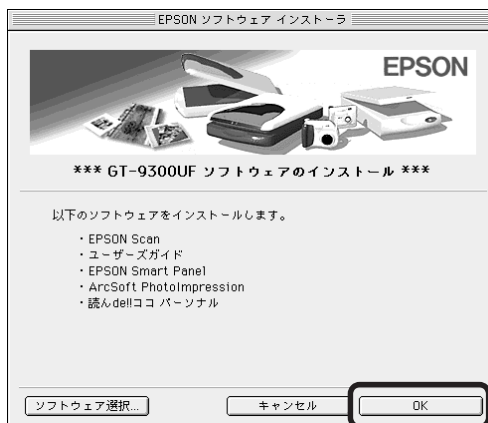 EPSON ソフトウェア インストーラ
EPSON
*** GT-9300UF ソフトウェアのインストール ***
以下のソフトウェアをインストールします。
・EPSON Scan
・ユーザーズガイド
・EPSON Smart Panel
・ArcSoft PhotoImpression
・読んde!!ココ パーソナル
ソフトウェア選択...
キャンセル
OK